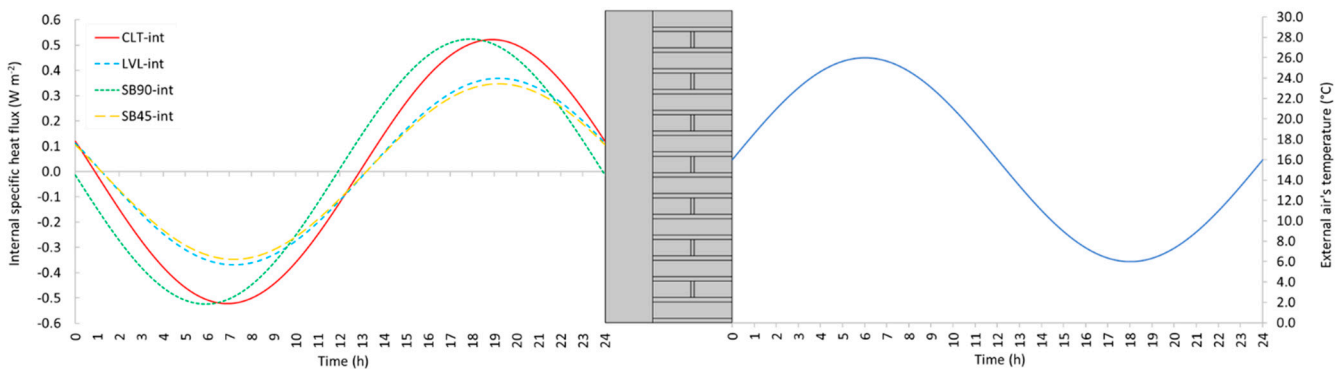 Internal specific heat flux (W m⁻²)
0.6
0.5
0.4
0.3
0.2
0.1
0.0
-0.1
-0.2
-0.3
-0.4
-0.5
-0.6
CLT-int
LVL-int
SB90-int
SB45-int
0 1 2 3 4 5 6 7 8 9 10 11 12 13 14 15 16 17 18 19 20 21 22 23 24
Time (h)
0 1 2 3 4 5 6 7 8 9 10 11 12 13 14 15 16 17 18 19 20 21 22 23 24
Time (h)
30.0
28.0
26.0
24.0
22.0
20.0
18.0
16.0
14.0
12.0
10.0
8.0
6.0
4.0
2.0
0.0
External air's temperature (°C)